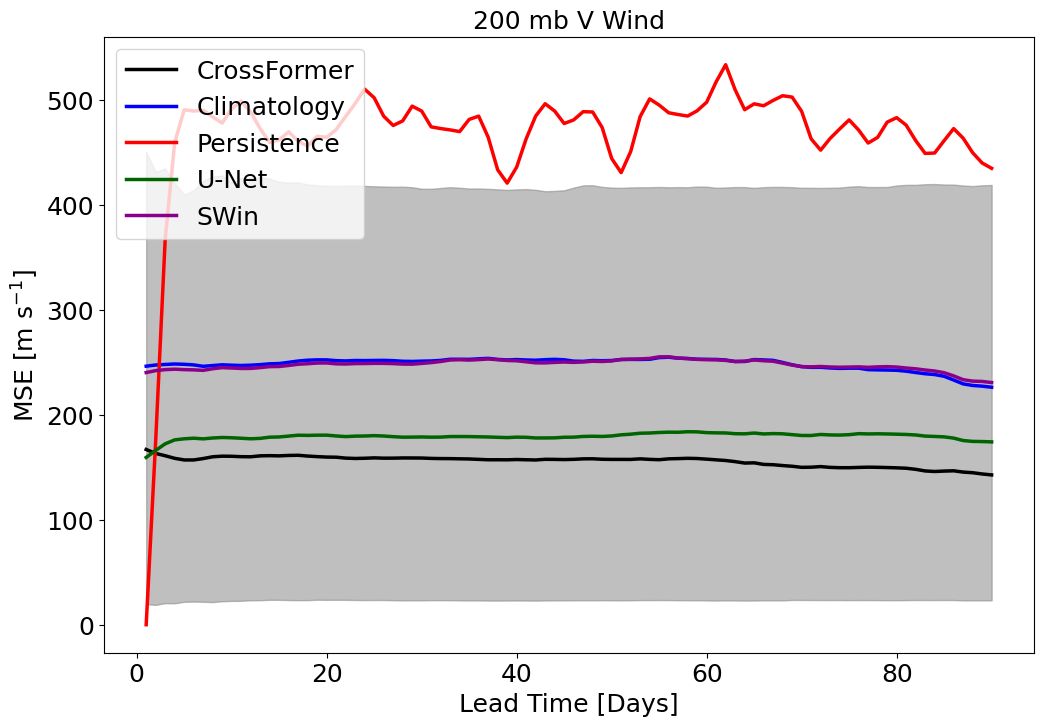 200 mb V Wind
CrossFormer
Climatology
Persistence
U-Net
SWin
500
400
300
200
100
0
MSE [m s⁻¹]
0 20 40 60 80
Lead Time [Days]